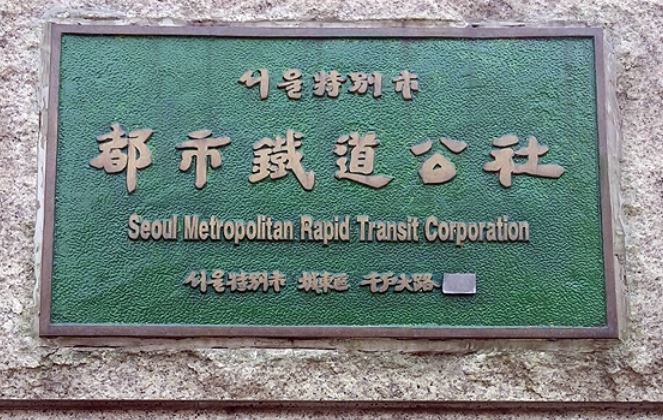 서울特別市
都市鐵道公社
Seoul Metropolitan Rapid Transit Corporation
서울特別市 城東區 千戶大路